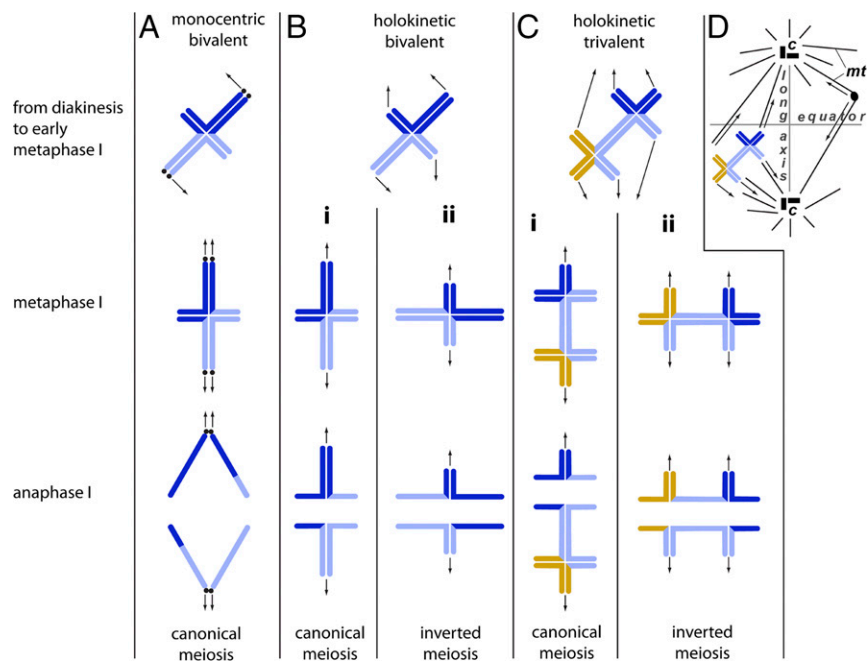 A
monocentric
bivalent
B
holokinetic
bivalent
C
holokinetic
trivalent
D
c
mt
long
axis
equator
c
from diakinesis
to early
metaphase I
i
ii
i
ii
metaphase I
anaphase I
canonical
meiosis
canonical
meiosis
inverted
meiosis
canonical
meiosis
inverted
meiosis